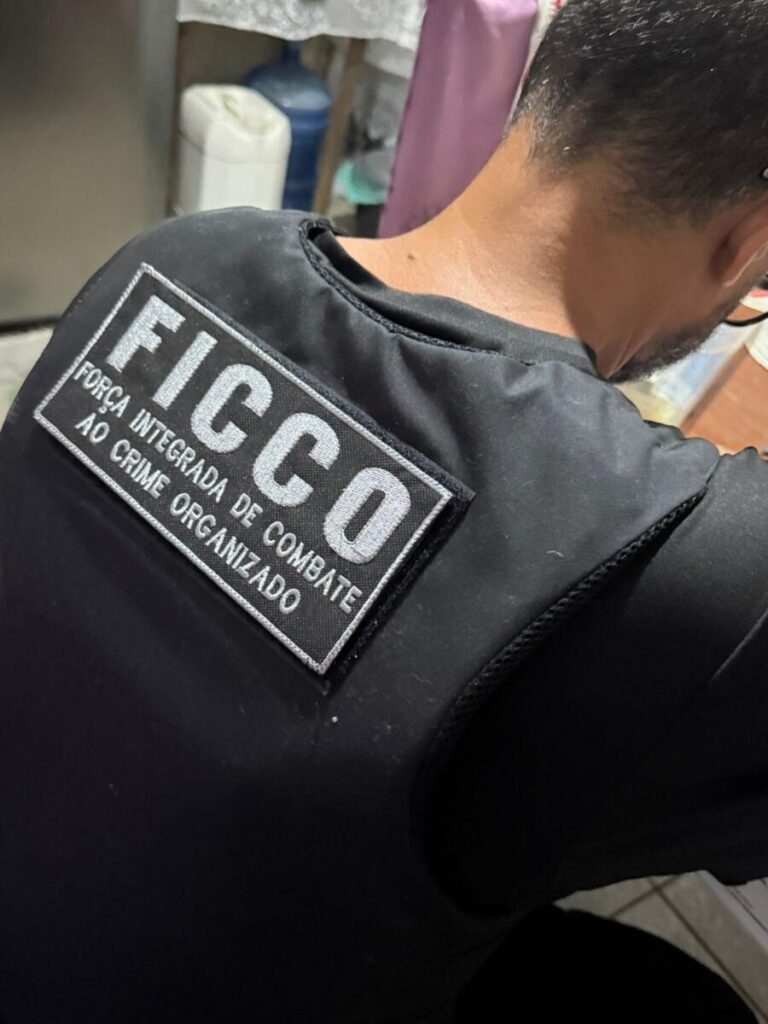 FICCO
FORÇA INTEGRADA DE COMBATE
AO CRIME ORGANIZADO